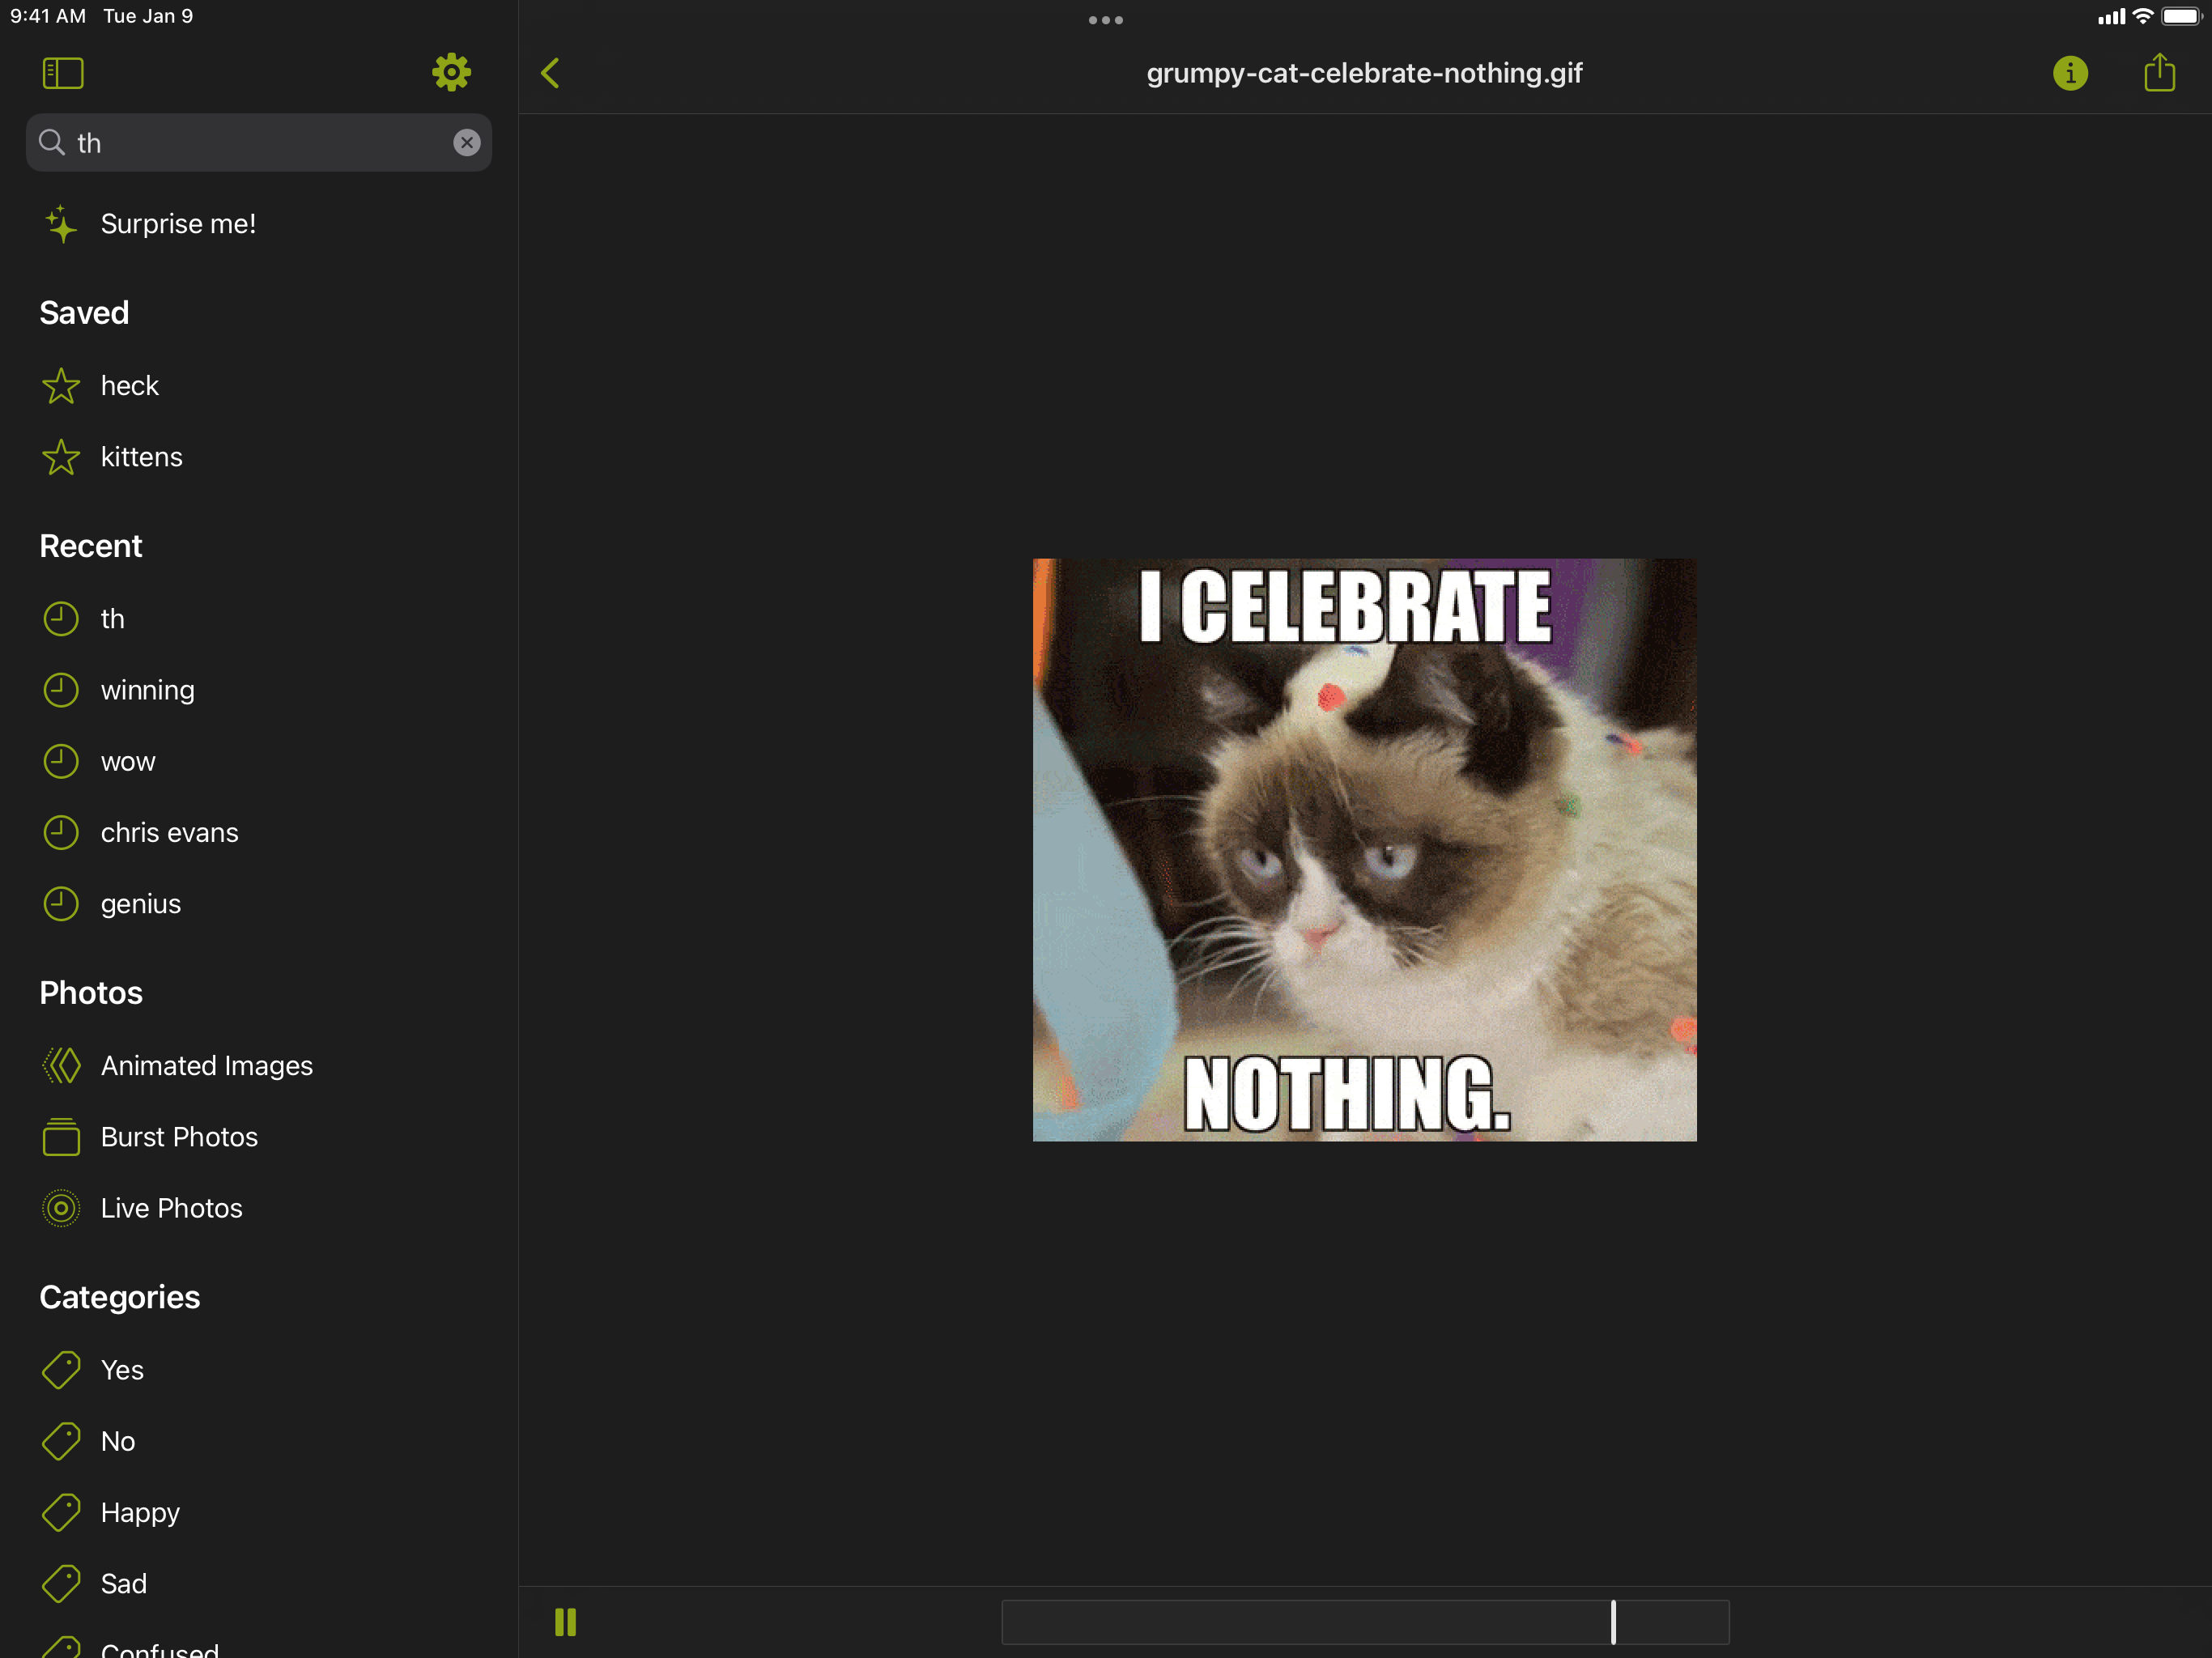 9:41 AM Tue Jan 9
th
Surprise me!
Saved
heck
kittens
Recent
th
winning
wow
chris evans
genius
Photos
Animated Images
Burst Photos
Live Photos
Categories
Yes
No
Happy
Sad
Confused
grumpy-cat-celebrate-nothing.gif
I CELEBRATE
NOTHING.